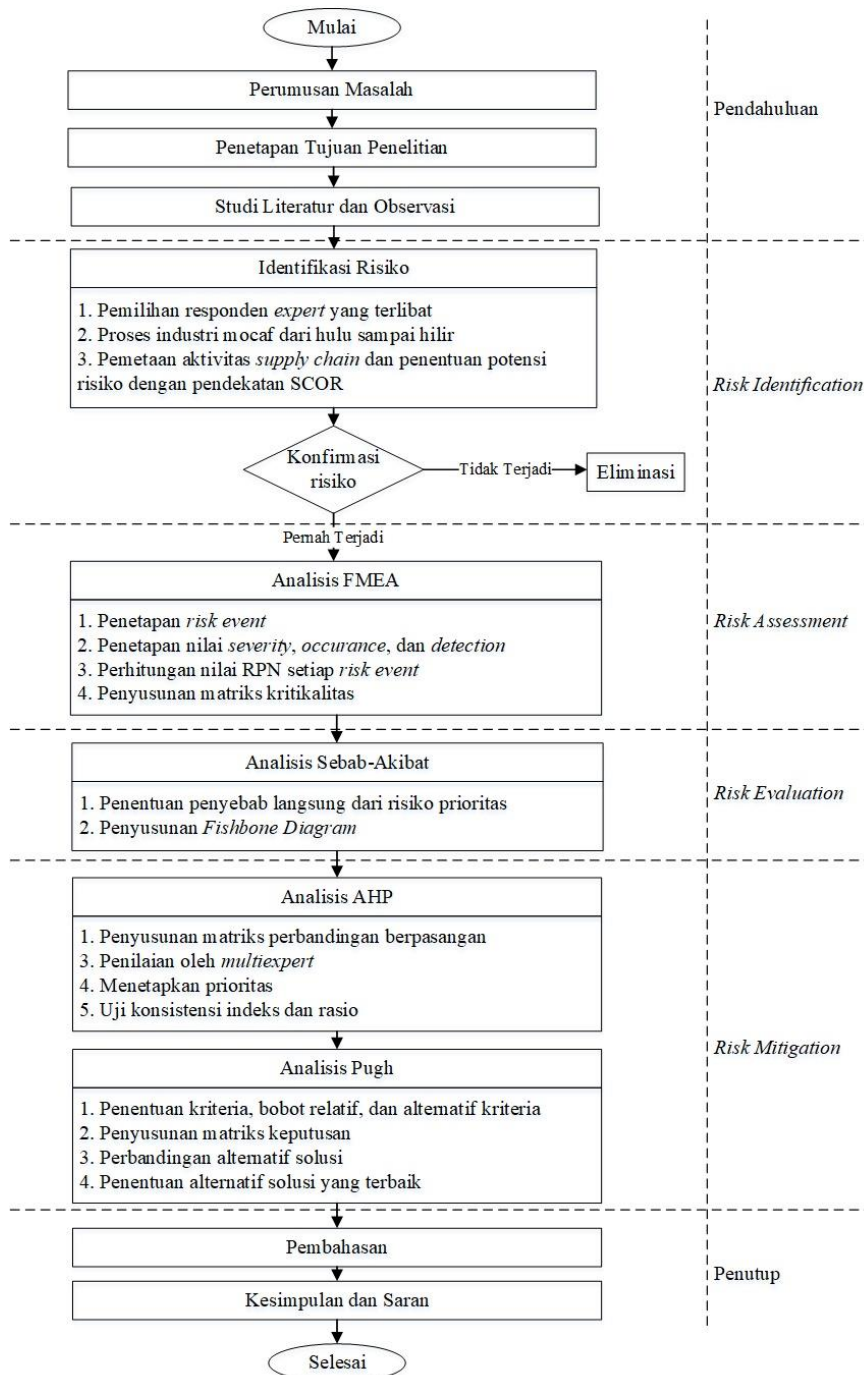 Mulai
Perumusan Masalah
Pendahuluan
Penetapan Tujuan Penelitian
Studi Literatur dan Observasi
Identifikasi Risiko
1. Pemilihan responden expert yang terlibat
2. Proses industri mocaf dari hulu sampai hilir
3. Pemetaan aktivitas supply chain dan penentuan potensi
risiko dengan pendekatan SCOR
Risk Identification
Konfirmasi
risiko
Tidak Terjadi
Eliminasi
Pernah Terjadi
Analisis FMEA
1. Penetapan risk event
2. Penetapan nilai severity, occurance, dan detection
3. Perhitungan nilai RPN setiap risk event
4. Penyusunan matriks kritikalitas
Risk Assessment
Analisis Sebab-Akibat
1. Penentuan penyebab langsung dari risiko prioritas
2. Penyusunan Fishbone Diagram
Risk Evaluation
Analisis AHP
1. Penyusunan matriks perbandingan berpasangan
3. Penilaian oleh multiexpert
4. Menetapkan prioritas
5. Uji konsistensi indeks dan rasio
Risk Mitigation
Analisis Pugh
1. Penentuan kriteria, bobot relatif, dan alternatif kriteria
2. Penyusunan matriks keputusan
3. Perbandingan alternatif solusi
4. Penentuan alternatif solusi yang terbaik
Pembahasan
Penutup
Kesimpulan dan Saran
Selesai